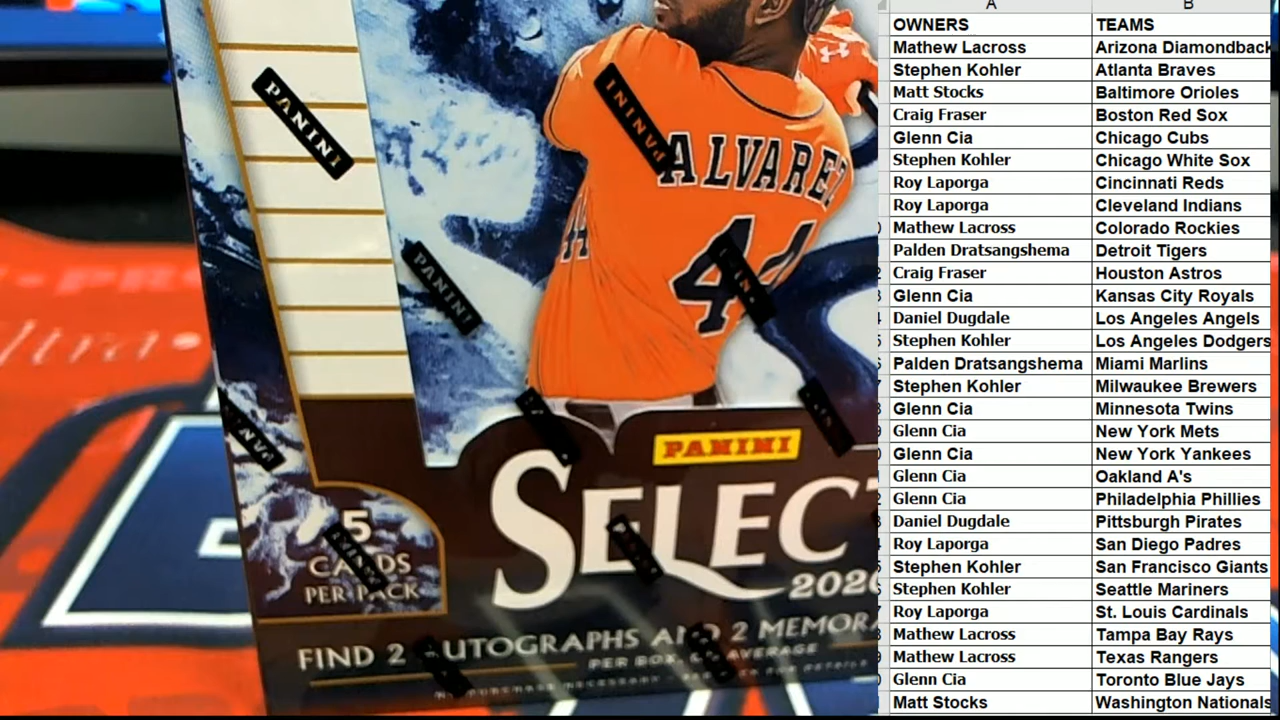 PANINI
PANINI
ALVAREZ
44
44
PANINI
PANINI
SELECT
2020
5
CARDS
PER PACK
FIND 2 AUTOGRAPHS AND 2 MEMORA
PER BOX, ON AVERAGE
A B
OWNERS TEAMS
Mathew Lacross Arizona Diamondback
Stephen Kohler Atlanta Braves
Matt Stocks Baltimore Orioles
Craig Fraser Boston Red Sox
Glenn Cia Chicago Cubs
Stephen Kohler Chicago White Sox
Roy Laporga Cincinnati Reds
Roy Laporga Cleveland Indians
Mathew Lacross Colorado Rockies
Palden Dratsangshema Detroit Tigers
Craig Fraser Houston Astros
Glenn Cia Kansas City Royals
Daniel Dugdale Los Angeles Angels
Stephen Kohler Los Angeles Dodgers
Palden Dratsangshema Miami Marlins
Stephen Kohler Milwaukee Brewers
Glenn Cia Minnesota Twins
Glenn Cia New York Mets
Glenn Cia New York Yankees
Glenn Cia Oakland A's
Glenn Cia Philadelphia Phillies
Daniel Dugdale Pittsburgh Pirates
Roy Laporga San Diego Padres
Stephen Kohler San Francisco Giants
Stephen Kohler Seattle Mariners
Roy Laporga St. Louis Cardinals
Mathew Lacross Tampa Bay Rays
Mathew Lacross Texas Rangers
Glenn Cia Toronto Blue Jays
Matt Stocks Washington Nationals